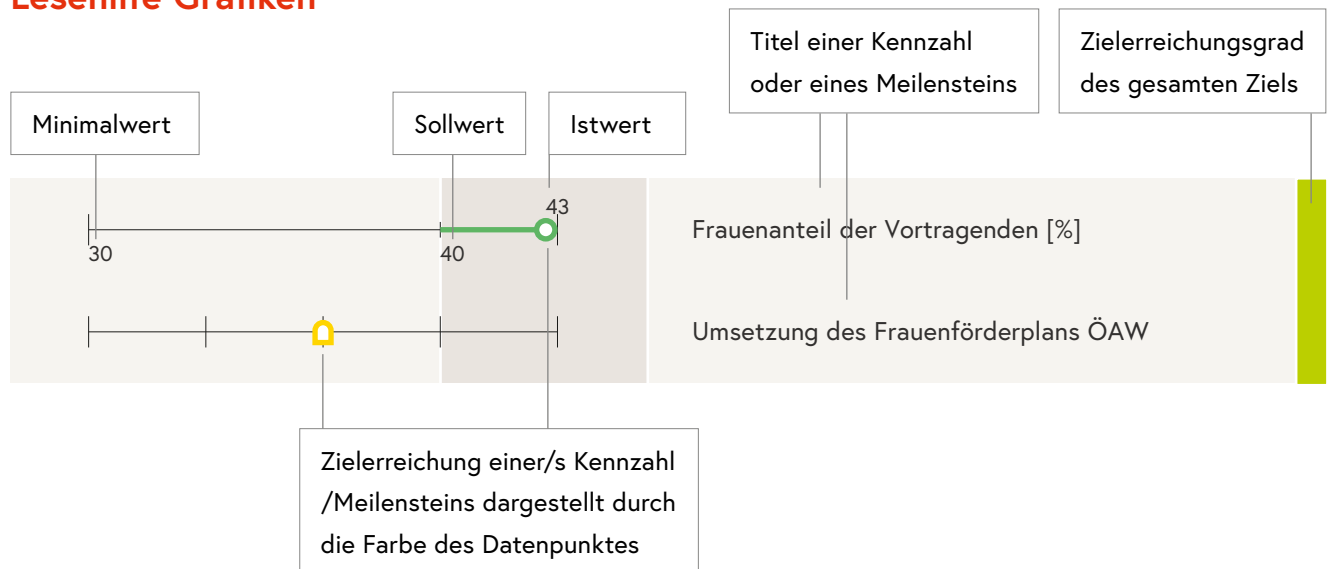 Lesehilfe Grafiken
Titel einer Kennzahl
oder eines Meilensteins
Zielerreichungsgrad
des gesamten Ziels
Minimalwert
Sollwert
Istwert
43
30
40
Frauenanteil der Vortragenden [%]
Umsetzung des Frauenförderplans ÖAW
Zielerreichung einer/s Kennzahl
/Meilensteins dargestellt durch
die Farbe des Datenpunktes